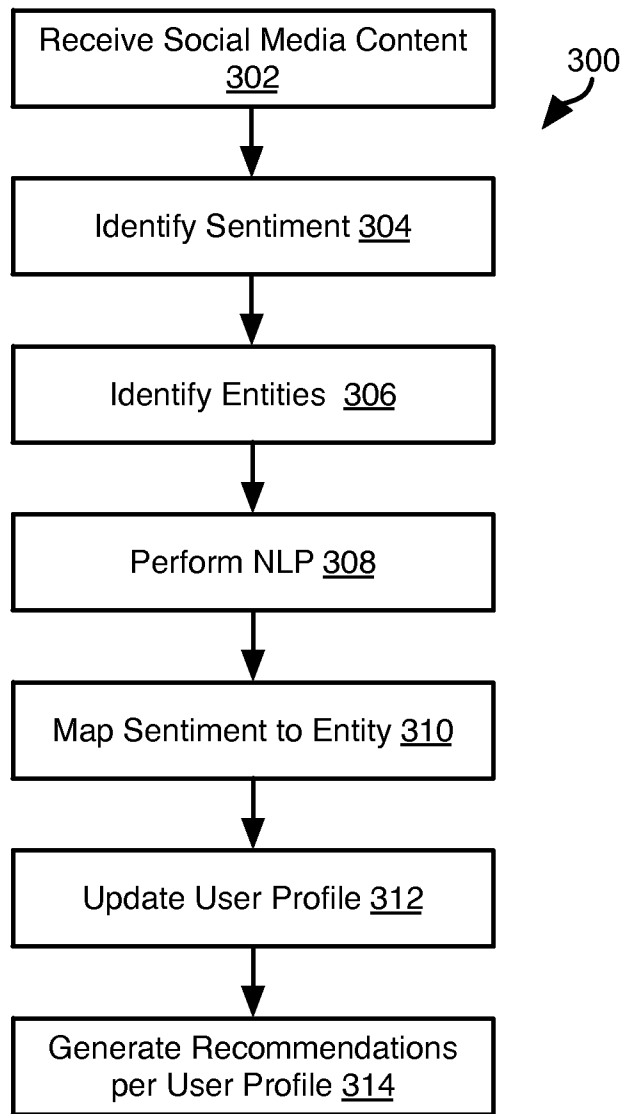 Receive Social Media Content
302
300
Identify Sentiment 304
Identify Entities 306
Perform NLP 308
Map Sentiment to Entity 310
Update User Profile 312
Generate Recommendations
per User Profile 314